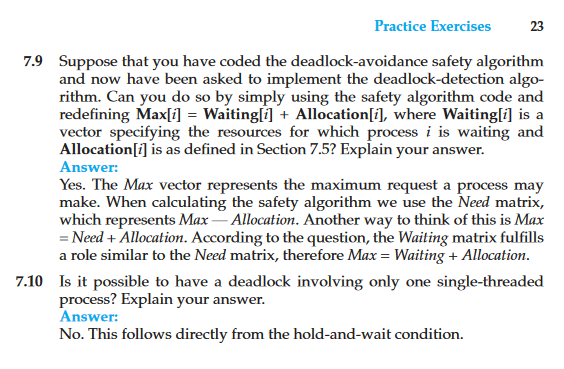 Practice Exercises 23
7.9 Suppose that you have coded the deadlock-avoidance safety algorithm
and now have been asked to implement the deadlock-detection algo-
rithm. Can you do so by simply using the safety algorithm code and
redefining Max[i] = Waiting[i] + Allocation[i], where Waiting[i] is a
vector specifying the resources for which process i is waiting and
Allocation[i] is as defined in Section 7.5? Explain your answer.
Answer:
Yes. The Max vector represents the maximum request a process may
make. When calculating the safety algorithm we use the Need matrix,
which represents Max — Allocation. Another way to think of this is Max
= Need + Allocation. According to the question, the Waiting matrix fulfills
a role similar to the Need matrix, therefore Max = Waiting + Allocation.
7.10 Is it possible to have a deadlock involving only one single-threaded
process? Explain your answer.
Answer:
No. This follows directly from the hold-and-wait condition.